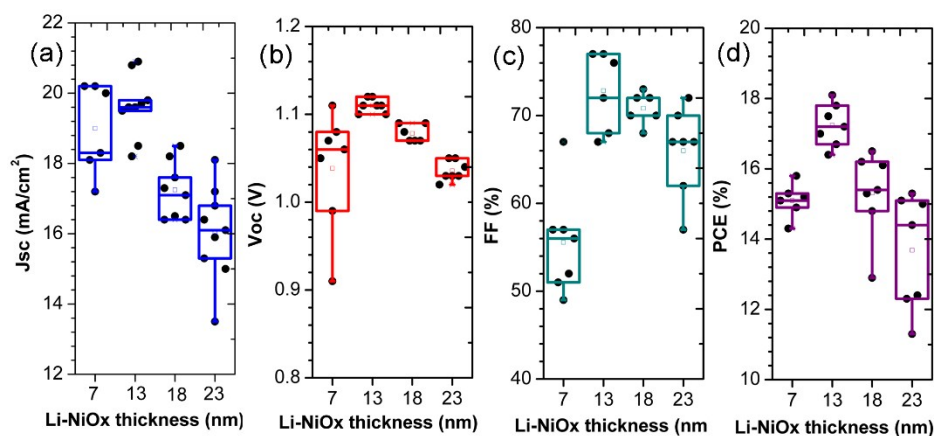 (a)
Jsc (mA/cm²)
22
20
18
16
14
12
7 13 18 23
Li-NiOx thickness (nm)
(b)
Voc (V)
1.2
1.1
1.0
0.9
0.8
7 13 18 23
Li-NiOx thickness (nm)
(c)
FF (%)
80
70
60
50
40
7 13 18 23
Li-NiOx thickness (nm
(d)
PCE (%)
20
18
16
14
12
10
7 13 18 23
Li-NiOx thickness (nm)